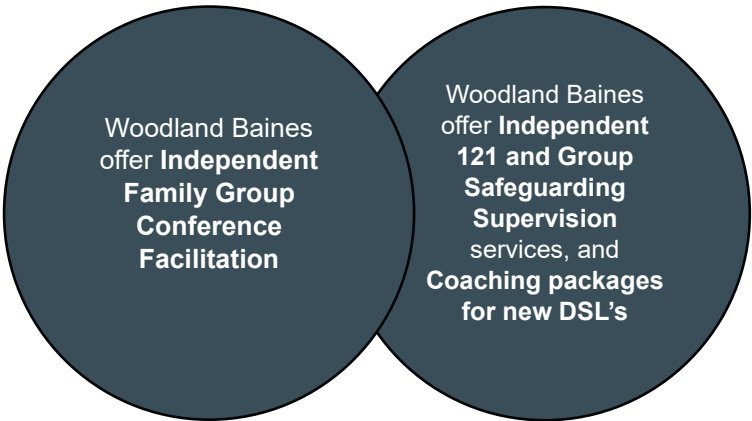 Woodland Baines
offer Independent
Family Group
Conference
Facilitation
Woodland Baines
offer Independent
121 and Group
Safeguarding
Supervision
services, and
Coaching packages
for new DSL’s